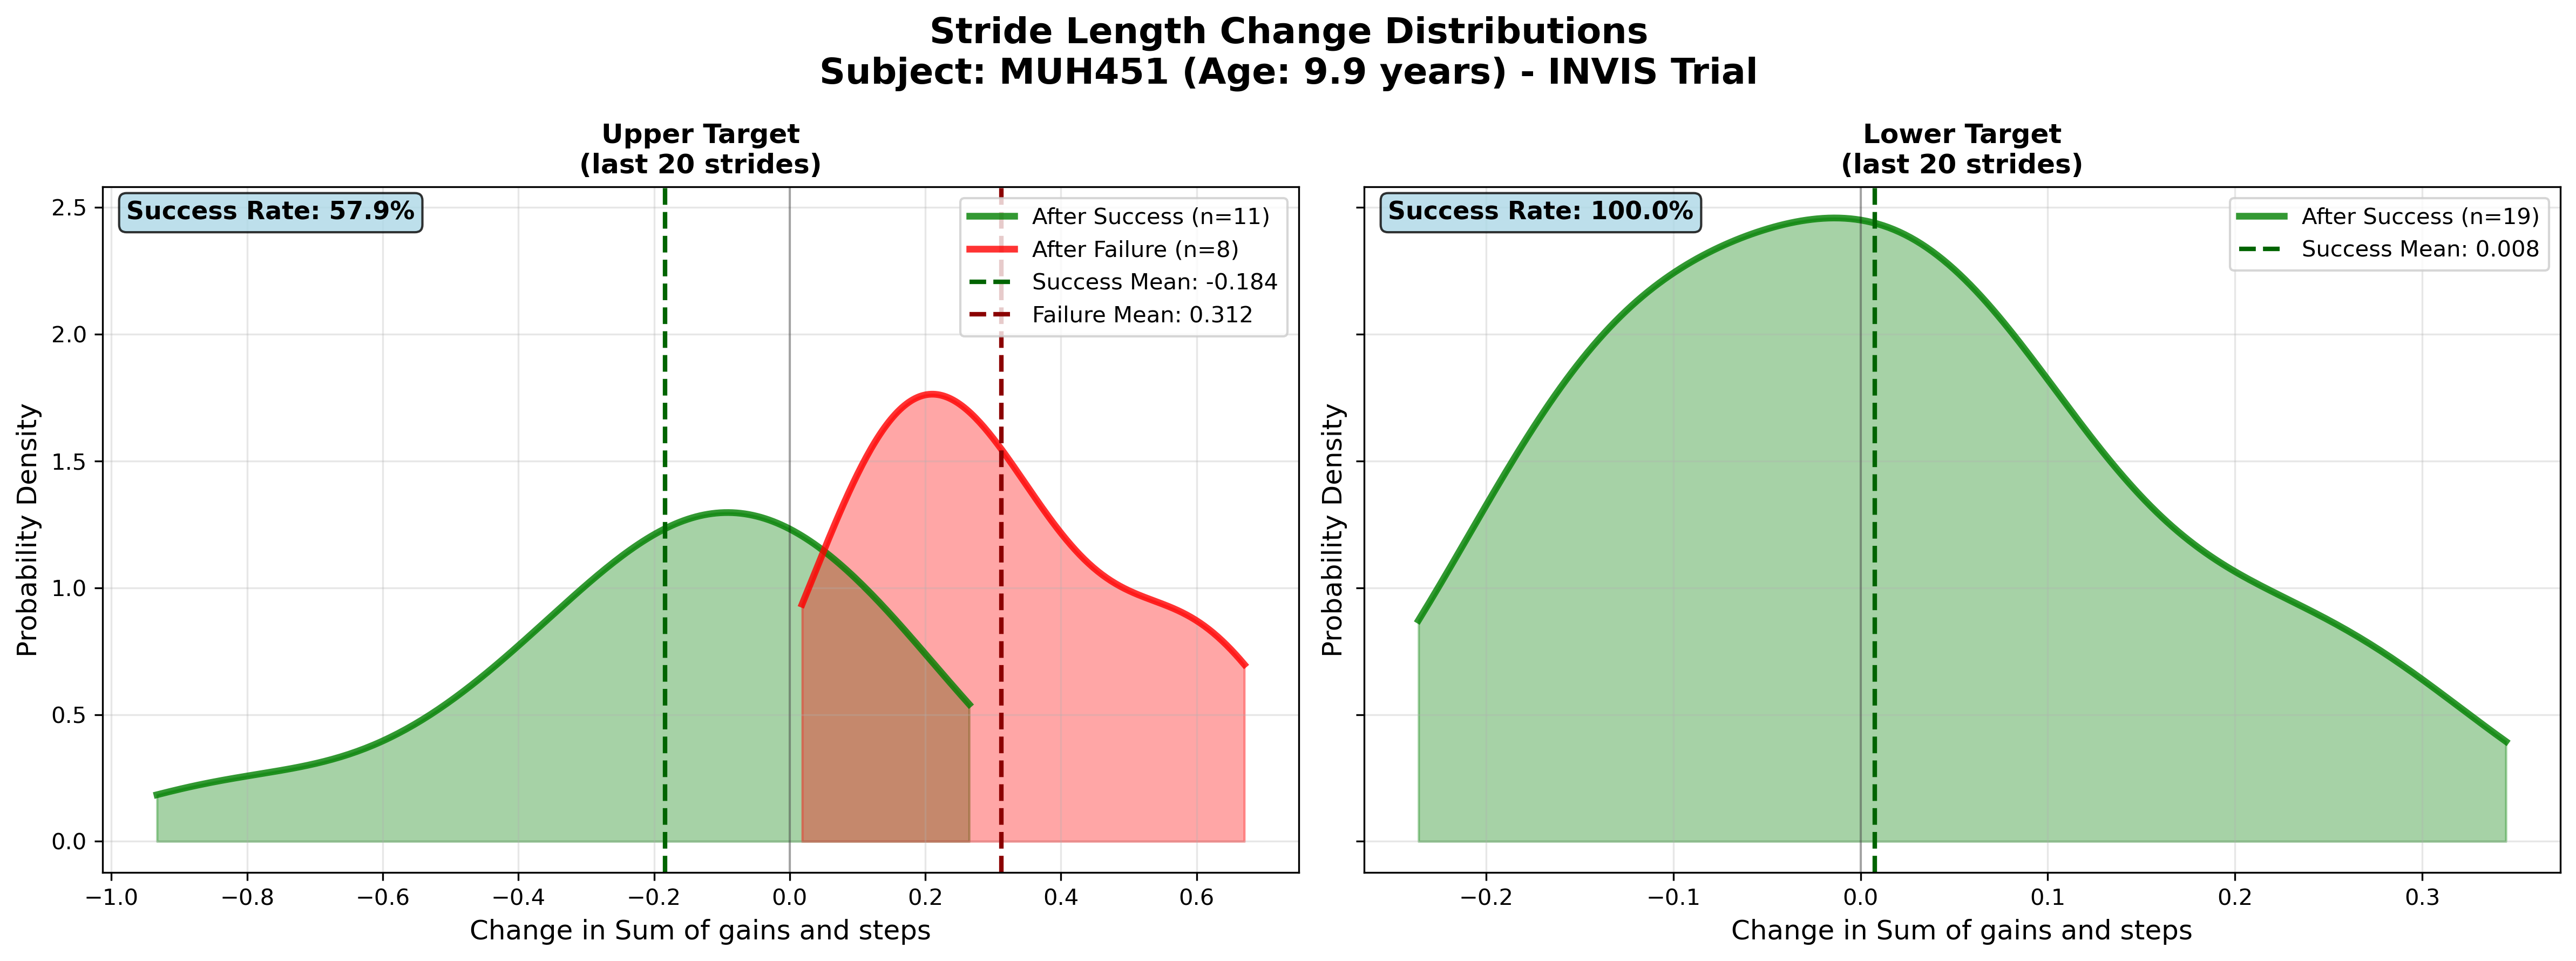 Stride Length Change Distributions
Subject: MUH451 (Age: 9.9 years) - INVIS Trial
Upper Target
(last 20 strides)
Success Rate: 57.9%
After Success (n=11)
After Failure (n=8)
Success Mean: -0.184
Failure Mean: 0.312
Probability Density
2.5
2.0
1.5
1.0
0.5
0.0
−1.0 −0.8 −0.6 −0.4 −0.2 0.0 0.2 0.4 0.6
Change in Sum of gains and steps
Lower Target
(last 20 strides)
Success Rate: 100.0%
After Success (n=19)
Success Mean: 0.008
Probability Density
−0.2 −0.1 0.0 0.1 0.2 0.3
Change in Sum of gains and steps